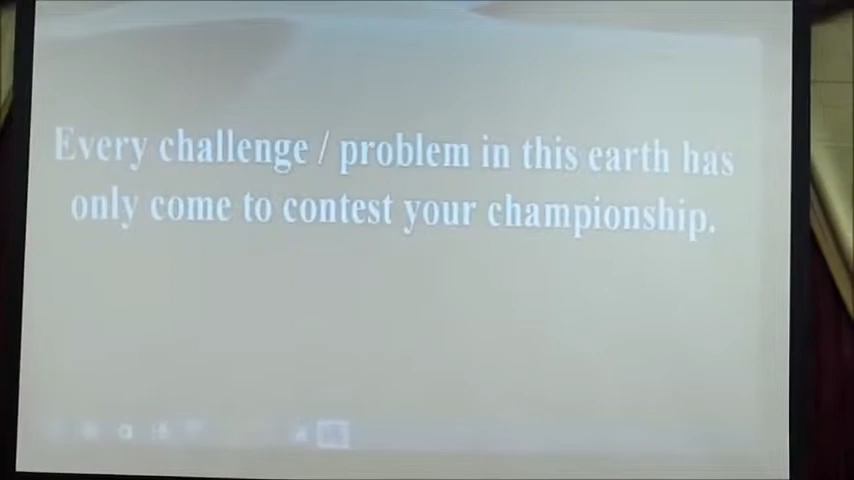 Every challenge / problem in this earth has
only come to contest your championship.